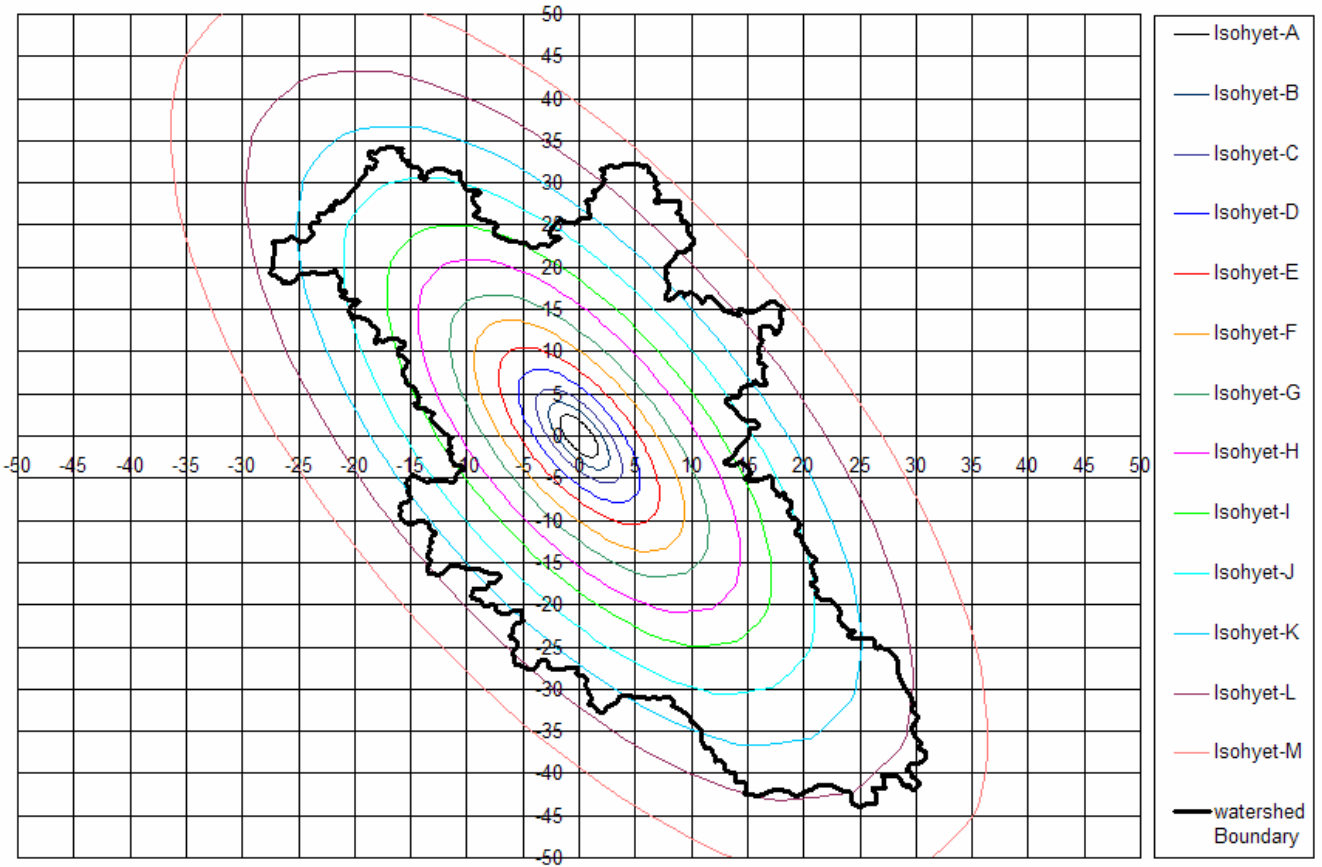 50
45
40
35
30
25
20
15
10
5
0
-50 -45 -40 -35 -30 -25 -20 -15 -10 -5 0 5 10 15 20 25 30 35 40 45 50
-5
-10
-15
-20
-25
-30
-35
-40
-45
-50
Isohyet-A
Isohyet-B
Isohyet-C
Isohyet-D
Isohyet-E
Isohyet-F
Isohyet-G
Isohyet-H
Isohyet-I
Isohyet-J
Isohyet-K
Isohyet-L
Isohyet-M
watershed
Boundary